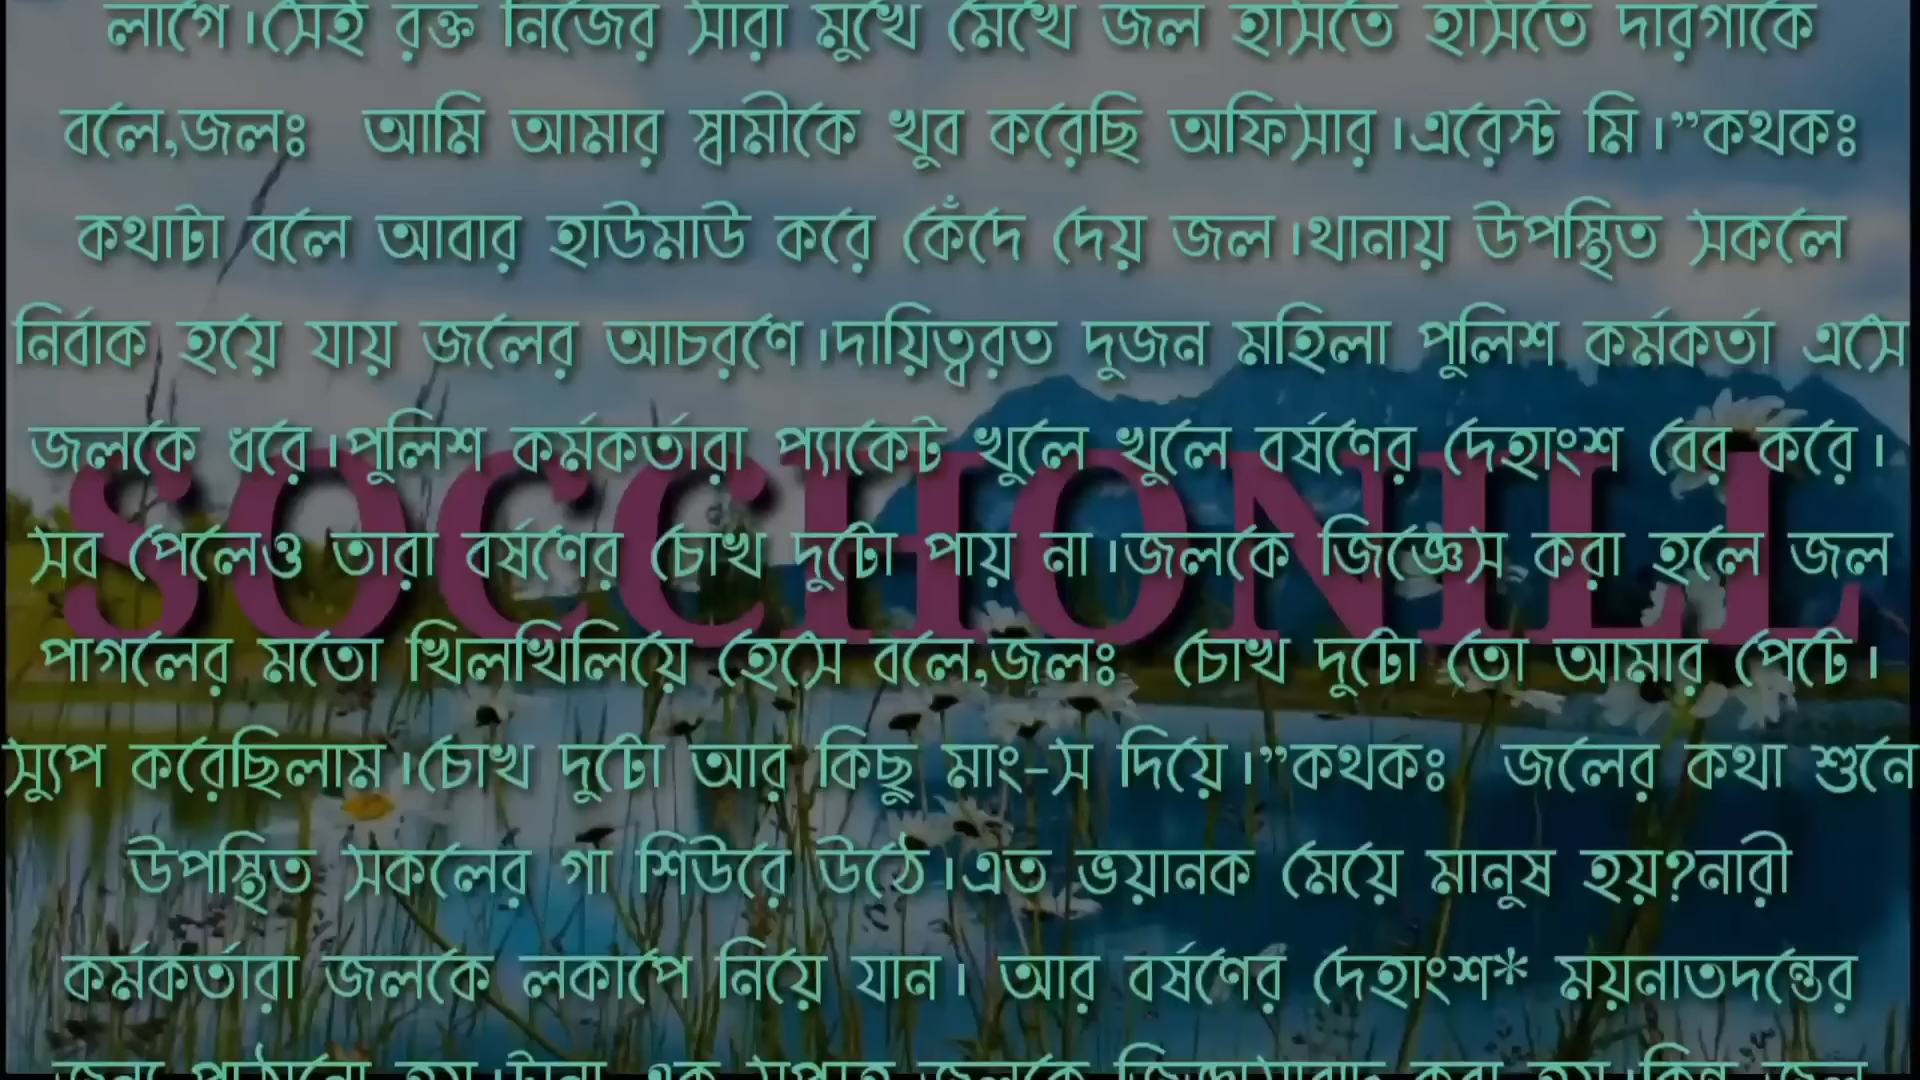 লাগে।সেই রক্ত নিজের সারা মুখে মেখে জল হাসতে হাসতে দারগাকে
বলে,জলঃ আমি আমার স্বামীকে খুব করেছি অফিসার।এরেস্ট মি।”কথকঃ
কথাটা বলে আবার হাউমাউ করে কেঁদে দেয় জল।থানায় উপস্থিত সকলে
নির্বাক হয়ে যায় জলের আচরণে।দায়িত্বরত দুজন মহিলা পুলিশ কর্মকর্তা এসে
জলকে ধরে।পুলিশ কর্মকর্তারা প্যাকেট খুলে খুলে বর্ষণের দেহাংশ বের করে।
SOCCHONILL
সব পেলেও তারা বর্ষণের চোখ দুটো পায় না।জলকে জিজ্ঞেস করা হলে জল
পাগলের মতো খিলখিলিয়ে হেসে বলে,জলঃ চোখ দুটো তো আমার পেটে।
স্যুপ করেছিলাম।চোখ দুটো আর কিছু মাং-স দিয়ে।”কথকঃ জলের কথা শুনে
উপস্থিত সকলের গা শিউরে উঠে।এত ভয়ানক মেয়ে মানুষ হয়?নারী
কর্মকর্তারা জলকে লকাপে নিয়ে যান। আর বর্ষণের দেহাংশ* ময়নাতদন্তের